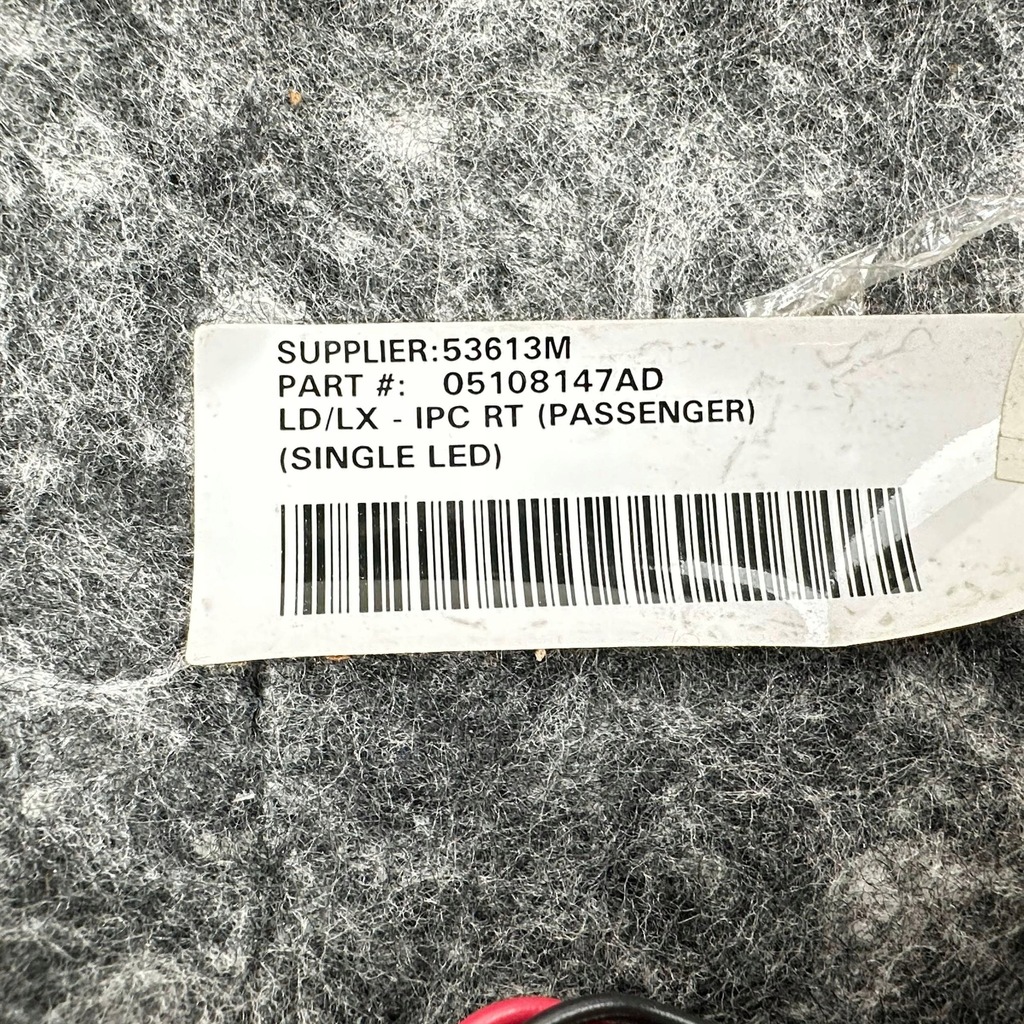 SUPPLIER:53613M
PART #: 05108147AD
LD/LX - IPC RT (PASSENGER)
(SINGLE LED)